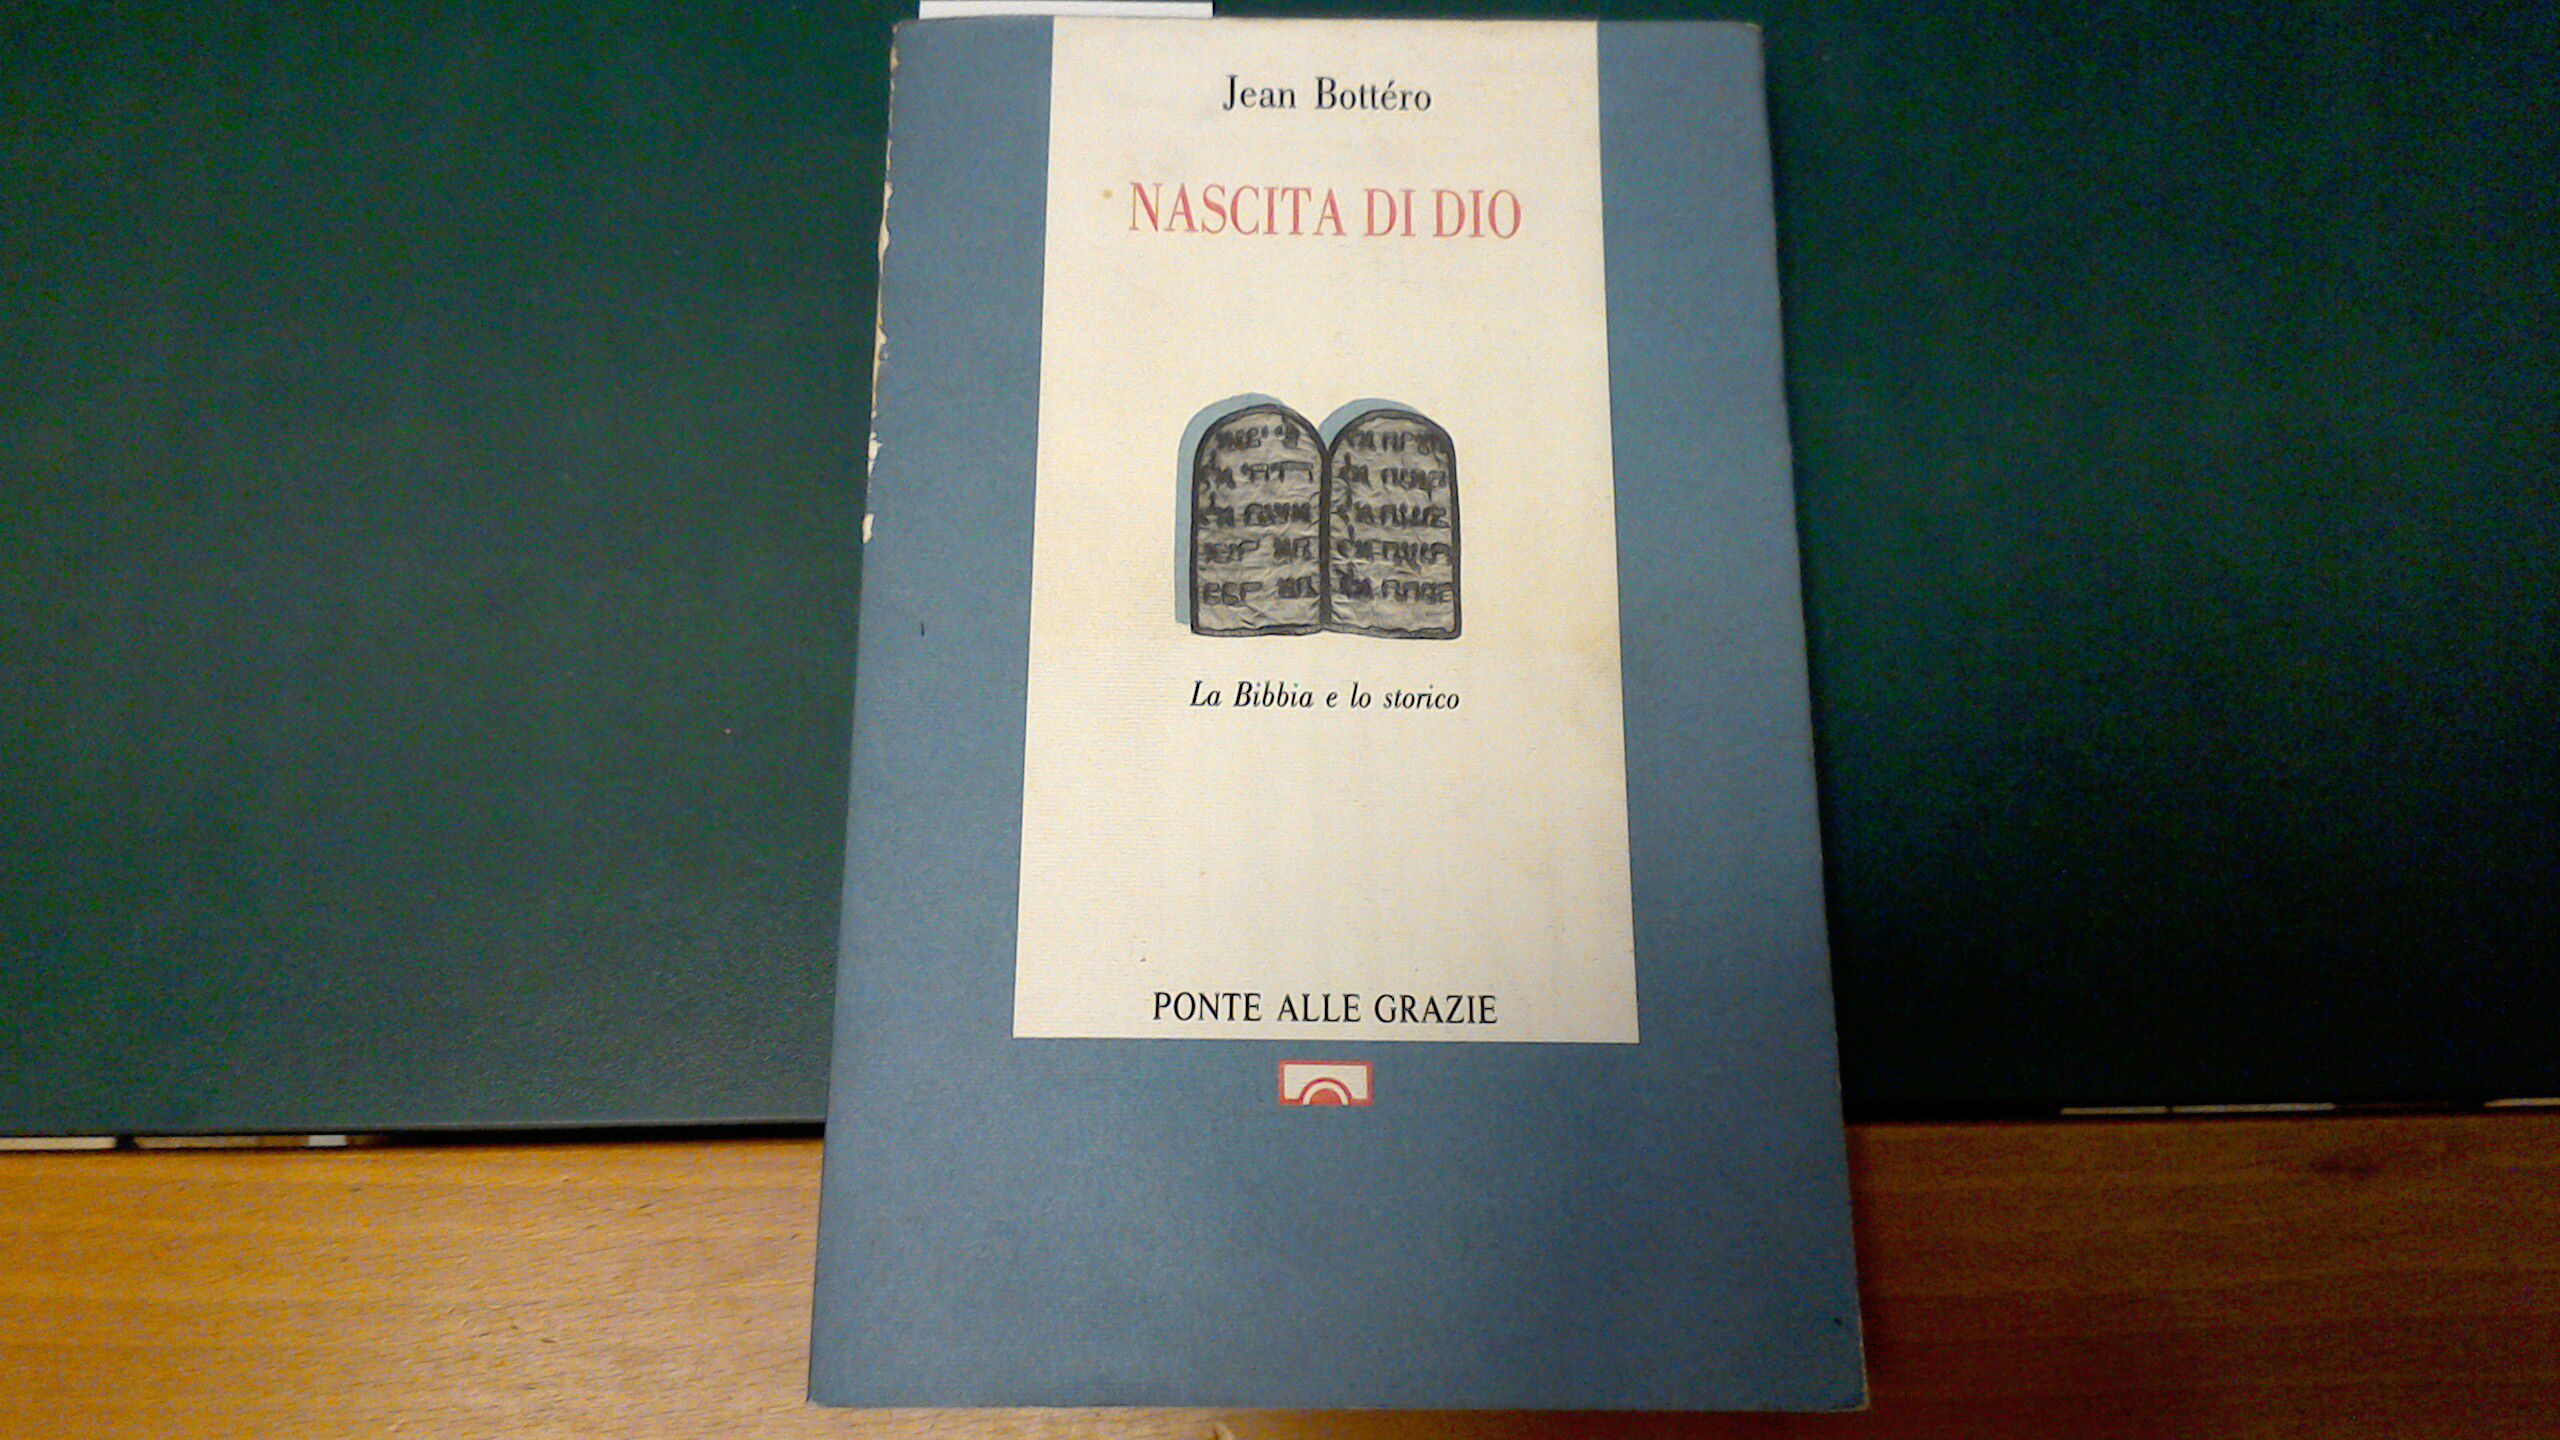 Jean Bottéro
NASCITA DI DIO
La Bibbia e lo storico
PONTE ALLE GRAZIE